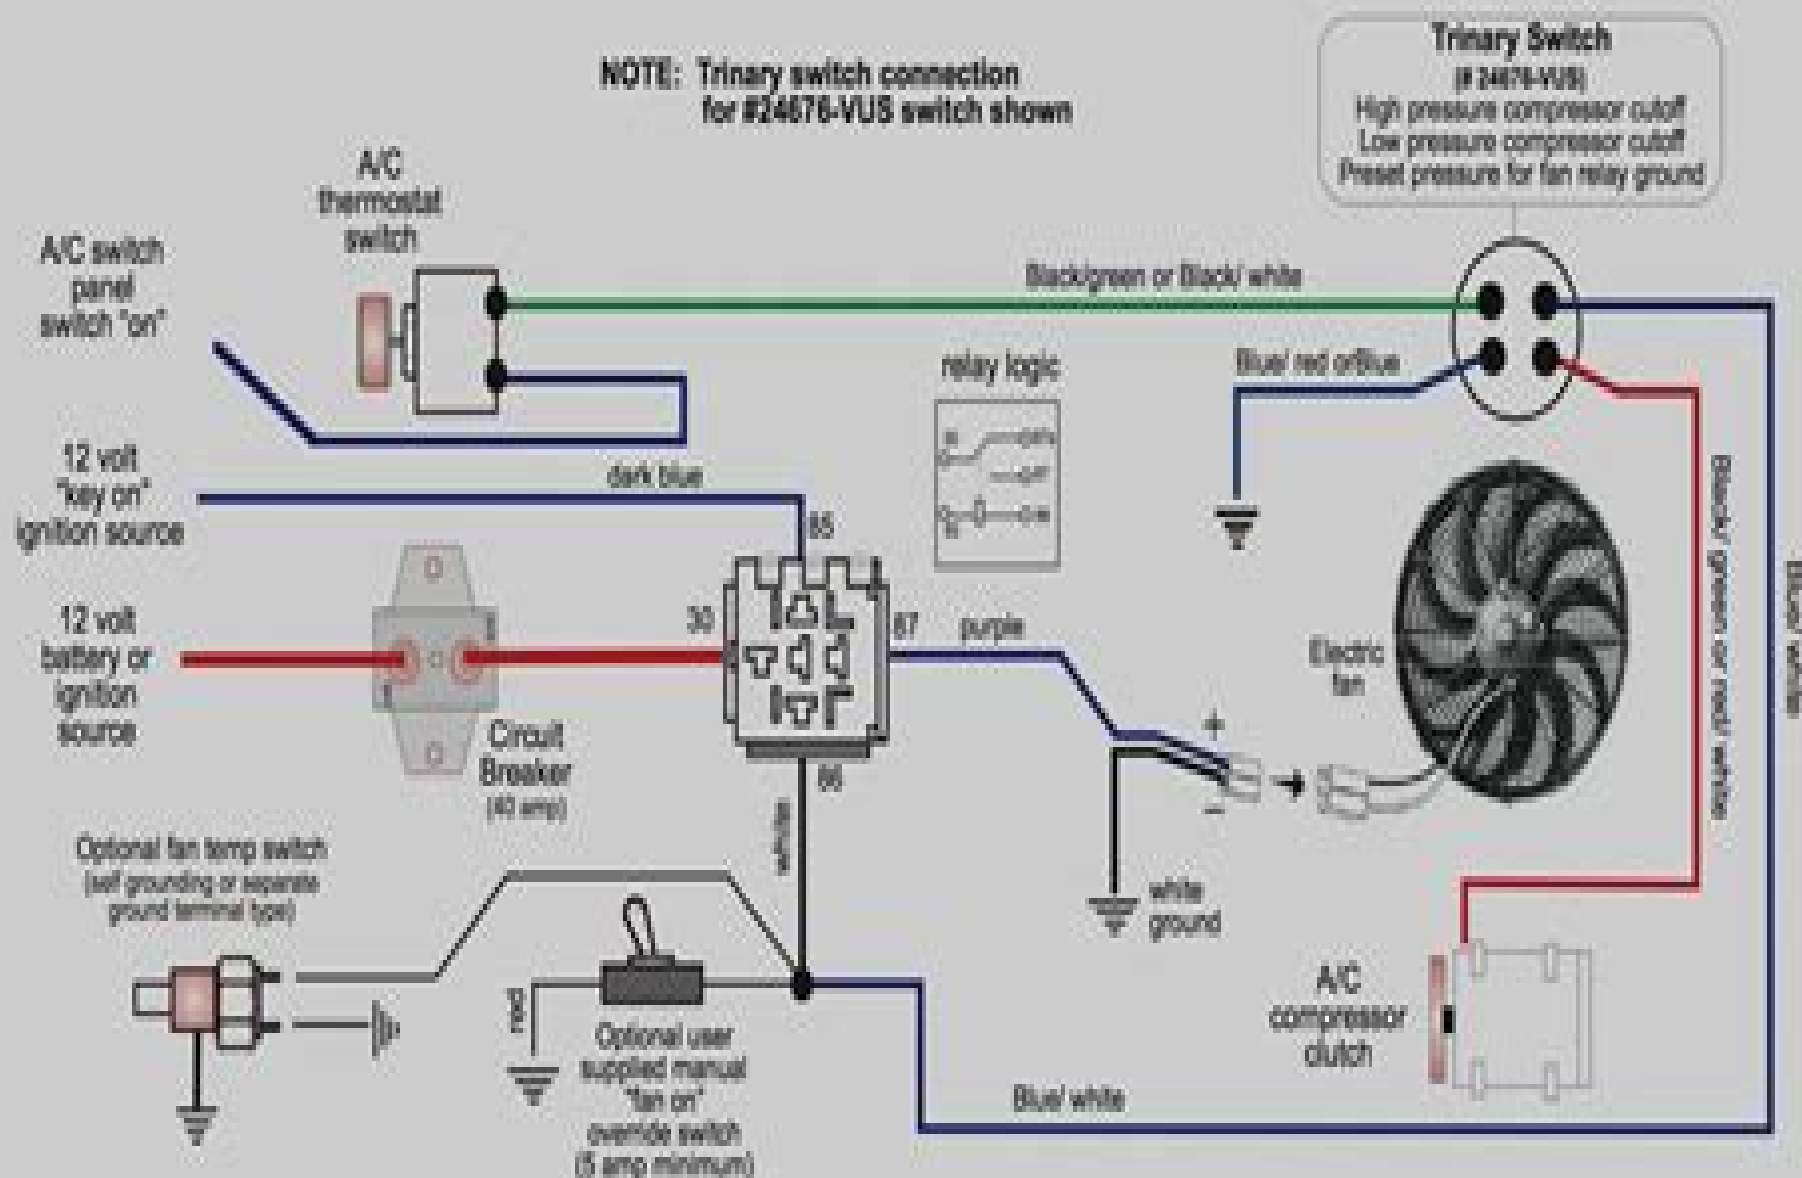 NOTE: Trinary switch connection
for #24676-VUS switch shown
Trinary Switch
(# 24676-VUS)
High pressure compressor cutoff
Low pressure compressor cutoff
Preset pressure for fan relay ground
A/C
thermostat
switch
A/C switch
panel
switch "on"
Black/green or Black/ white
Blue/ red orBlue
relay logic
12 volt
"key on"
ignition source
dark blue
85
30
87
purple
86
12 volt
battery or
ignition
source
Circuit
Breaker
(40 amp)
Electric
fan
+
−
white
white
ground
Black/ green or red/ white
Blue/ white
Optional fan temp switch
(self grounding or separate
ground terminal type)
red
Optional user
supplied manual
"fan on"
override switch
(5 amp minimum)
A/C
compressor
clutch
Blue/ white